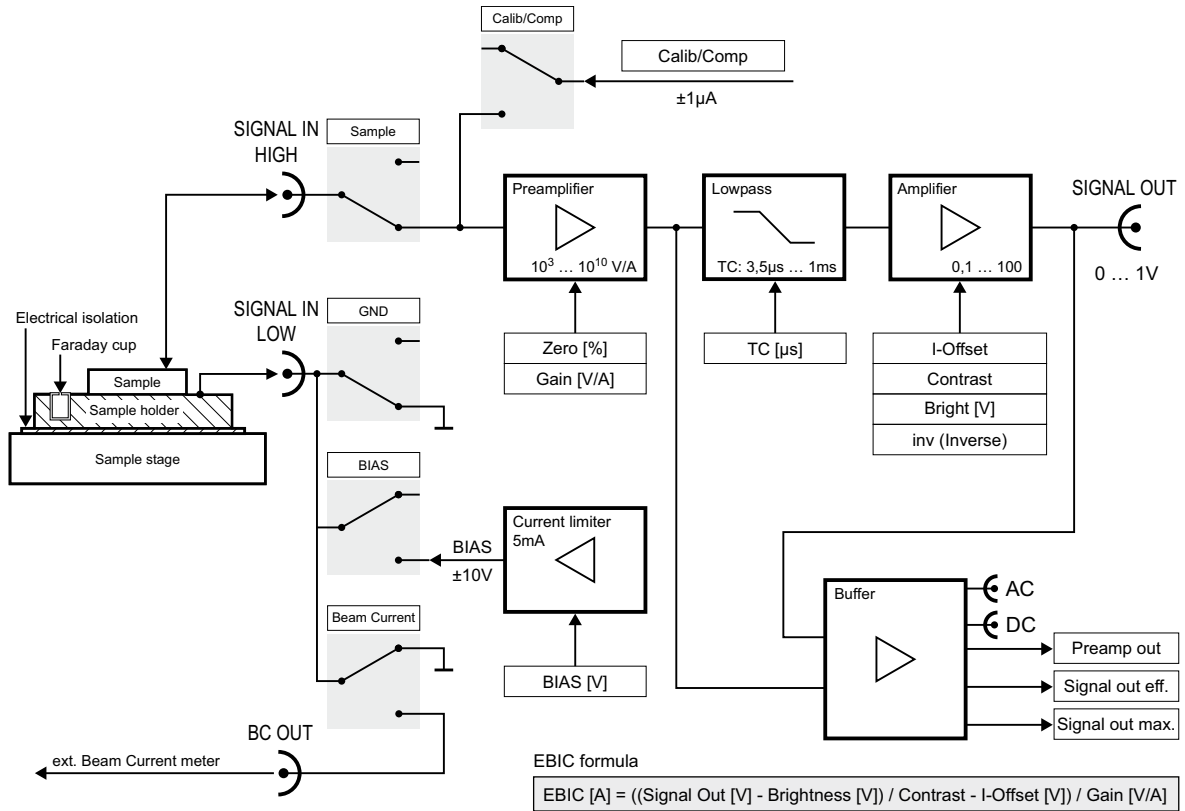 Calib/Comp
Calib/Comp
±1µA
SIGNAL IN
HIGH
Sample
Preamplifier
10³ … 10¹⁰ V/A
Lowpass
TC: 3,5µs … 1ms
Amplifier
0,1 … 100
SIGNAL OUT
0 … 1V
Electrical isolation
Faraday cup
Sample
Sample holder
Sample stage
SIGNAL IN
LOW
GND
Zero [%]
Gain [V/A]
TC [µs]
I-Offset
Contrast
Bright [V]
inv (Inverse)
BIAS
BIAS
±10V
Current limiter
5mA
BIAS [V]
Beam Current
Buffer
AC
DC
Preamp out
Signal out eff.
Signal out max.
BC OUT
ext. Beam Current meter
EBIC formula
EBIC [A] = ((Signal Out [V] - Brightness [V]) / Contrast - I-Offset [V]) / Gain [V/A]